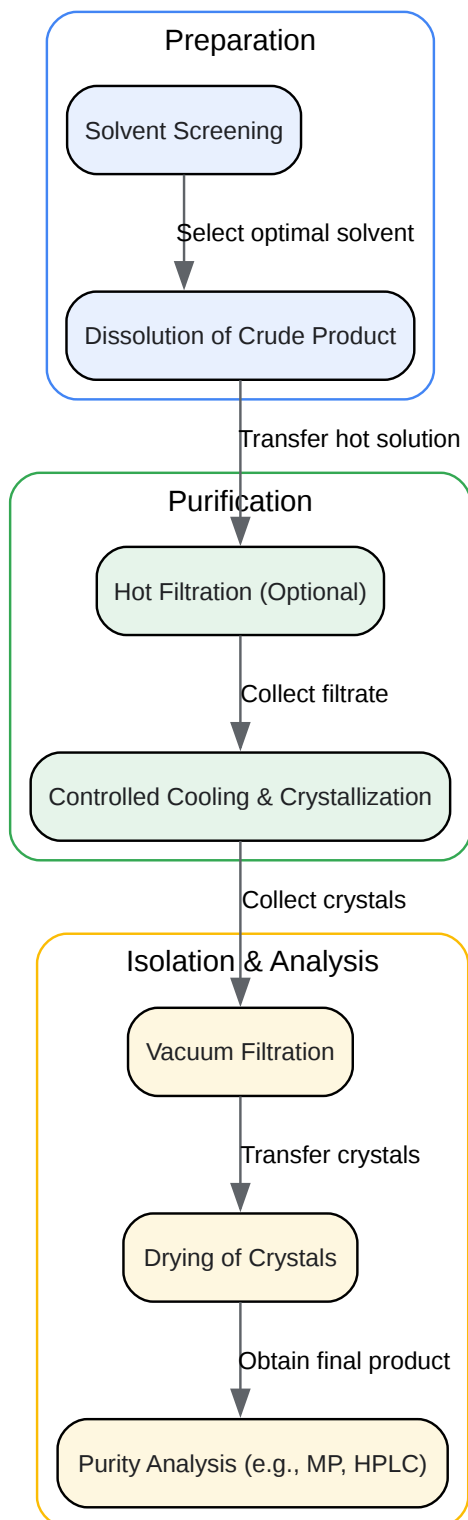 Preparation
Solvent Screening
Select optimal solvent
Dissolution of Crude Product
Transfer hot solution
Purification
Hot Filtration (Optional)
Collect filtrate
Controlled Cooling & Crystallization
Collect crystals
Isolation & Analysis
Vacuum Filtration
Transfer crystals
Drying of Crystals
Obtain final product
Purity Analysis (e.g., MP, HPLC)